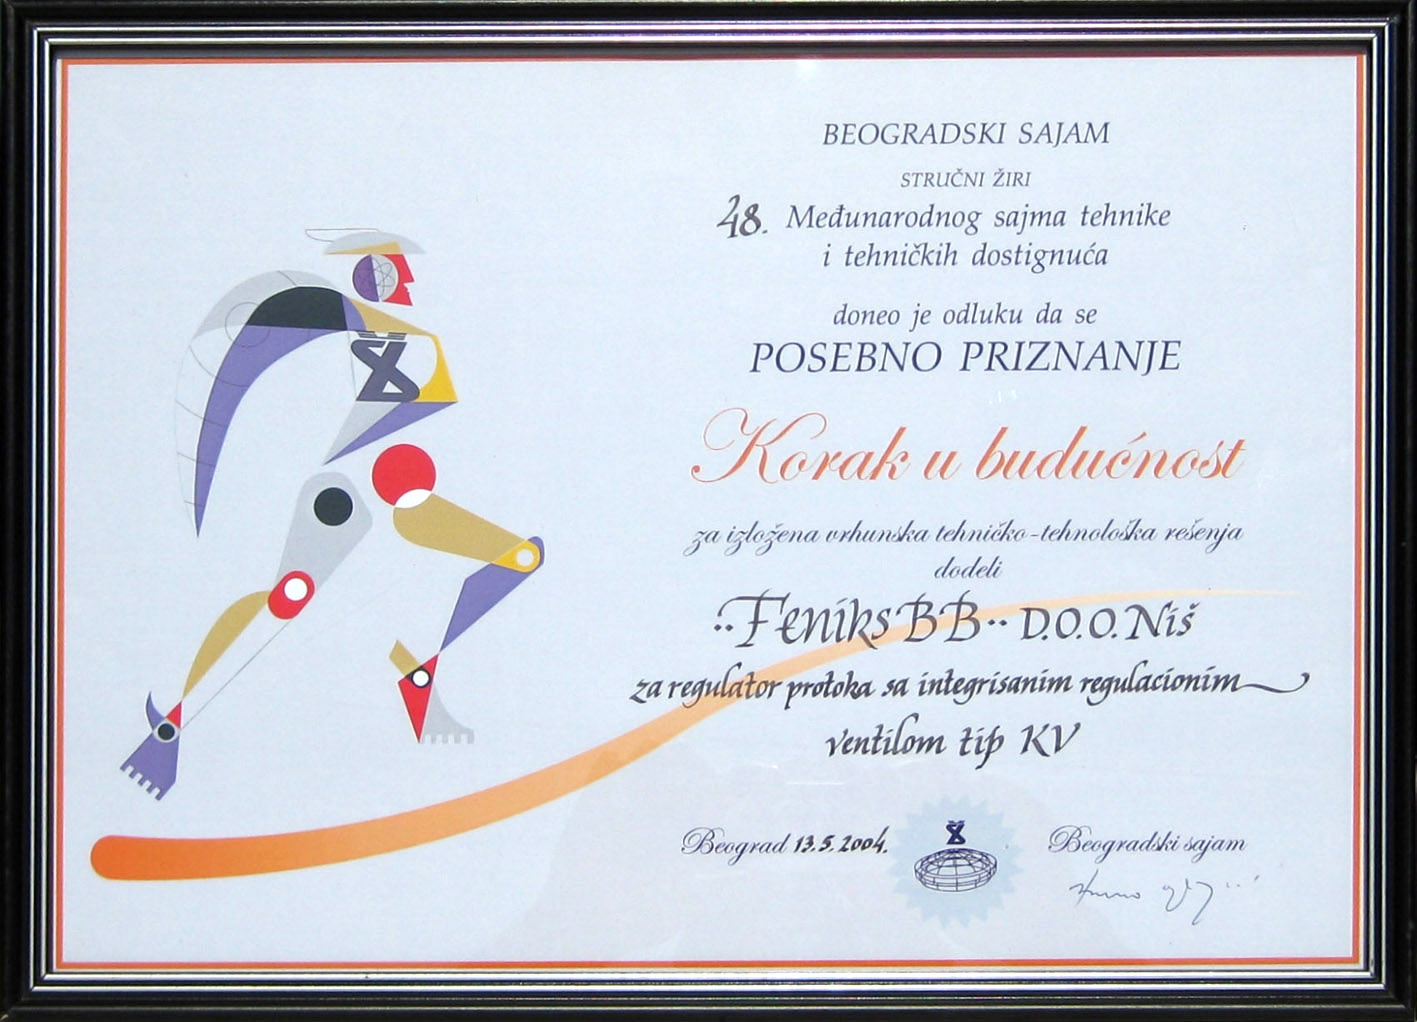 BEOGRADSKI SAJAM
STRUČNI ŽIRI
48. Međunarodnog sajma tehnike
i tehničkih dostignuća
doneo je odluku da se
POSEBNO PRIZNANJE
Korak u budućnost
za izložena vrhunska tehničko-tehnološka rešenja
dodeli
"Feniks BB" D.O.O. Niš
za regulator protoka sa integrisanim regulacionim
ventilom tip KV
Beograd 13.5.2004.
Beogradski sajam